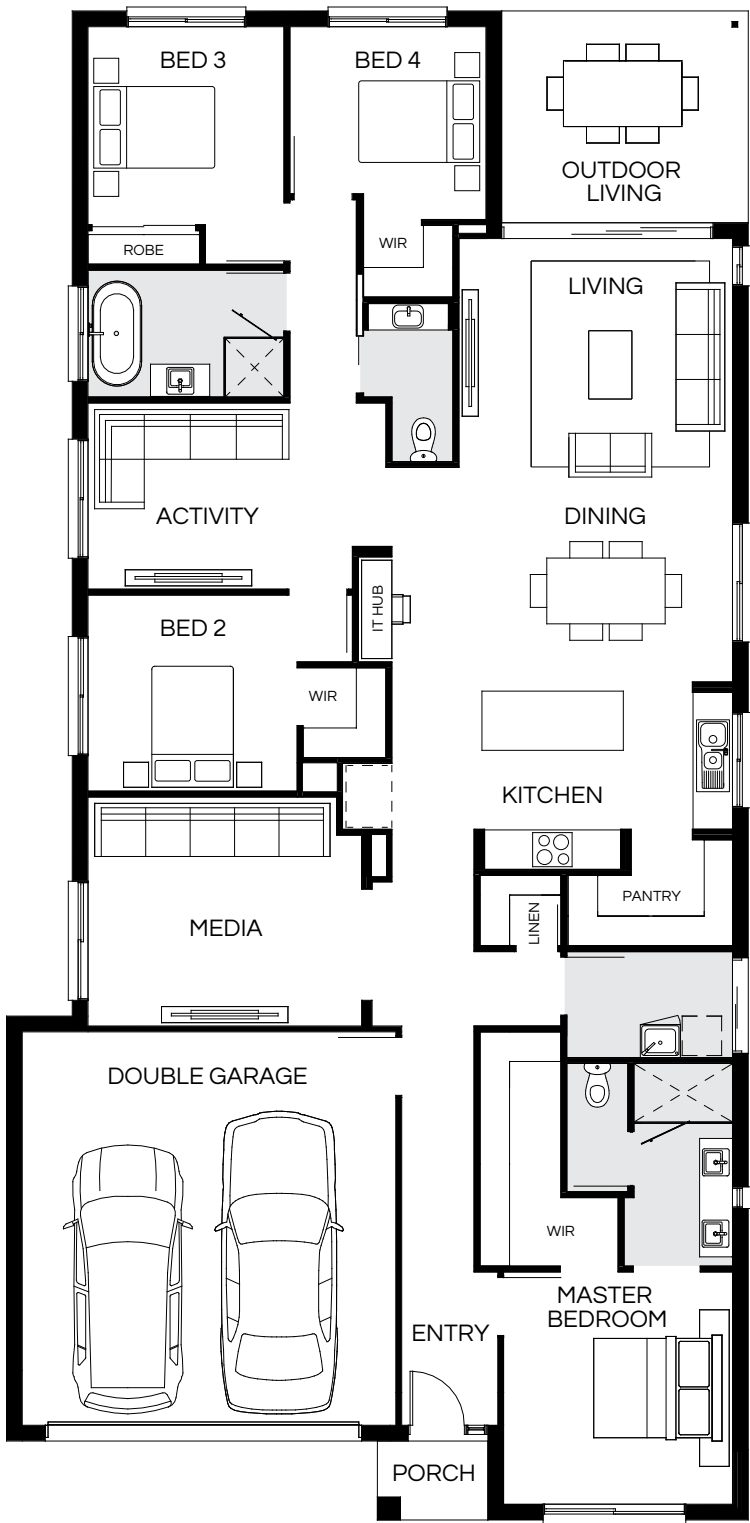 BED 3
BED 4
OUTDOOR
LIVING
WIR
ROBE
LIVING
ACTIVITY
DINING
IT HUB
BED 2
WIR
KITCHEN
PANTRY
LINEN
MEDIA
DOUBLE GARAGE
WIR
MASTER
BEDROOM
ENTRY
PORCH